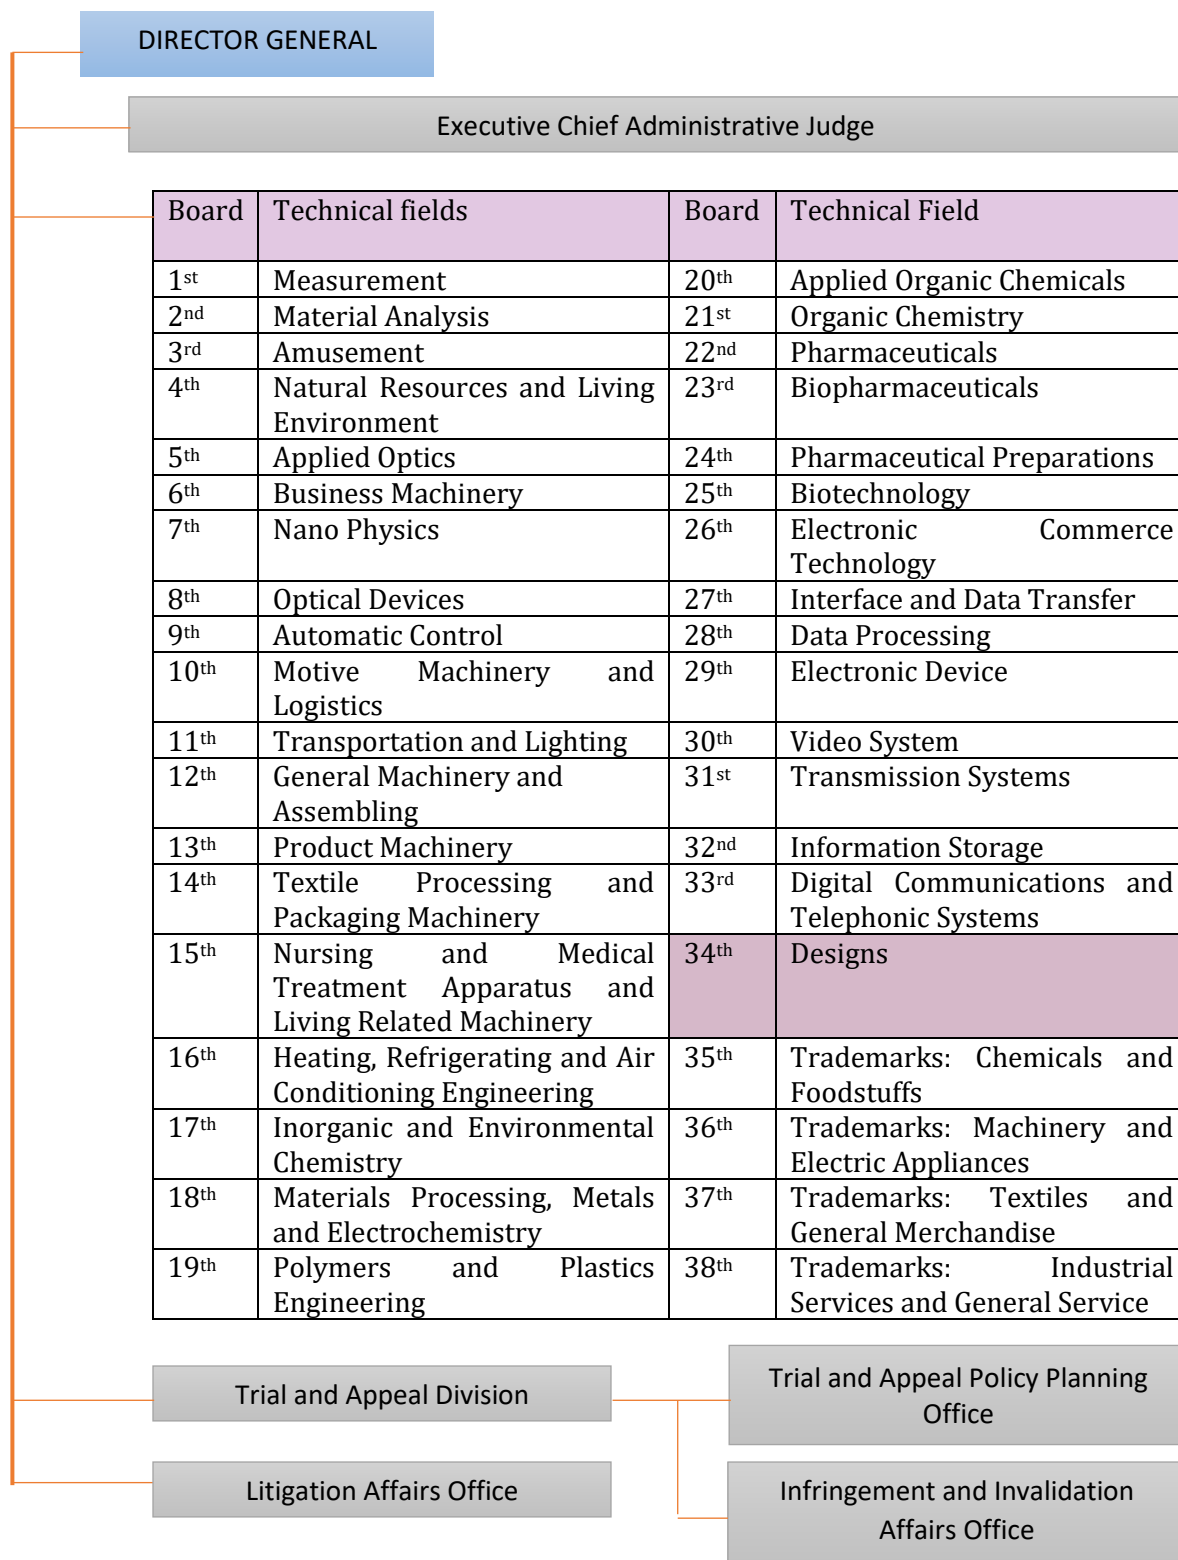 DIRECTOR GENERAL
Executive Chief Administrative Judge
Board Technical fields Board Technical Field
1st Measurement 20th Applied Organic Chemicals
2nd Material Analysis 21st Organic Chemistry
3rd Amusement 22nd Pharmaceuticals
4th Natural Resources and Living 23rd Biopharmaceuticals
Environment
5th Applied Optics 24th Pharmaceutical Preparations
6th Business Machinery 25th Biotechnology
7th Nano Physics 26th Electronic Commerce
Technology
8th Optical Devices 27th Interface and Data Transfer
9th Automatic Control 28th Data Processing
10th Motive Machinery and 29th Electronic Device
Logistics
11th Transportation and Lighting 30th Video System
12th General Machinery and 31st Transmission Systems
Assembling
13th Product Machinery 32nd Information Storage
14th Textile Processing and 33rd Digital Communications and
Packaging Machinery Telephonic Systems
15th Nursing and Medical 34th Designs
Treatment Apparatus and
Living Related Machinery
16th Heating, Refrigerating and Air 35th Trademarks: Chemicals and
Conditioning Engineering Foodstuffs
17th Inorganic and Environmental 36th Trademarks: Machinery and
Chemistry Electric Appliances
18th Materials Processing, Metals 37th Trademarks: Textiles and
and Electrochemistry General Merchandise
19th Polymers and Plastics 38th Trademarks: Industrial
Engineering Services and General Service
Trial and Appeal Division
Trial and Appeal Policy Planning
Office
Litigation Affairs Office
Infringement and Invalidation
Affairs Office